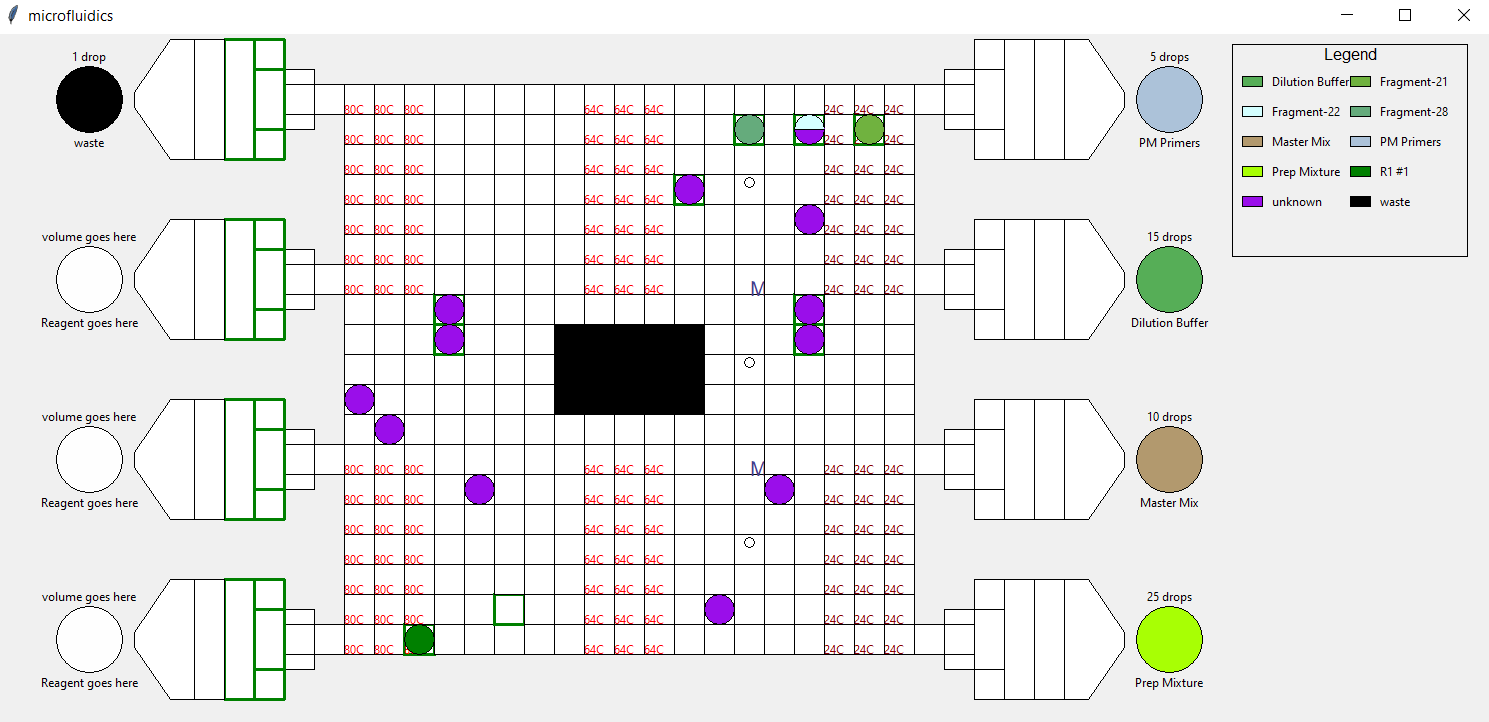 microfluidics
1 drop
waste
volume goes here
Reagent goes here
volume goes here
Reagent goes here
volume goes here
Reagent goes here
80C 80C 80C 64C 64C 64C 24C 24C 24C
80C 80C 80C 64C 64C 64C 24C 24C
80C 80C 80C 64C 64C 64C 24C 24C 24C
80C 80C 80C 64C 64C 64C 24C 24C 24C
80C 80C 80C 64C 64C 64C 24C 24C 24C
80C 80C 80C 64C 64C 64C 24C 24C 24C
80C 80C 80C 64C 64C 64C M 24C 24C 24C
80C 80C 80C 64C 64C 64C M 24C 24C 24C
80C 80C 80C 64C 64C 64C 24C 24C 24C
80C 80C 80C 64C 64C 64C 24C 24C 24C
80C 80C 80C 64C 64C 64C 24C 24C 24C
80C 80C 80C 64C 64C 64C 24C 24C 24C
80C 80C 80C 64C 64C 64C 24C 24C 24C
80C 80C 64C 64C 64C 24C 24C 24C
5 drops
PM Primers
15 drops
Dilution Buffer
10 drops
Master Mix
25 drops
Prep Mixture
Legend
Dilution Buffer Fragment-21
Fragment-22 Fragment-28
Master Mix PM Primers
Prep Mixture R1 #1
unknown waste